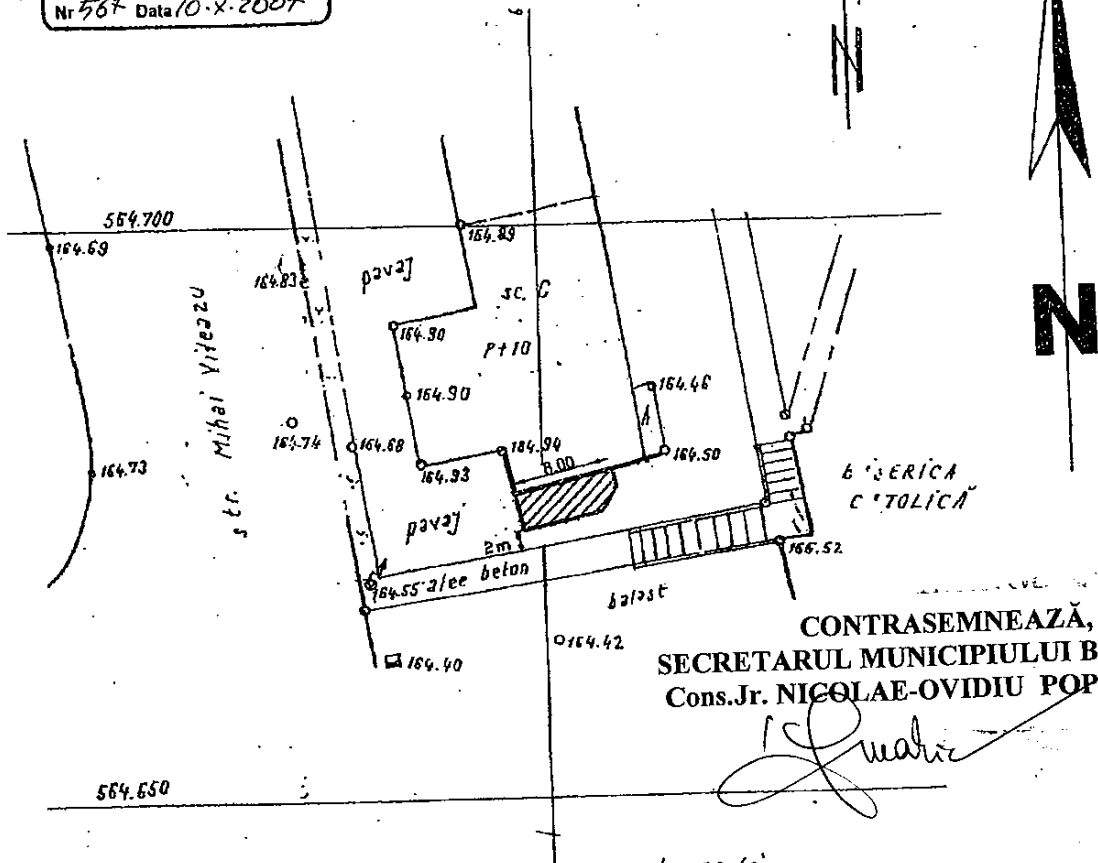 Nr 567 Data 10.X.2007
N
564.700
164.69
164.89
164.83
pavaj
sc. C
N
164.90
P+10
str. Mihai Viteazu
164.90
164.46
A
164.74
164.68
164.94
164.50
164.73
164.93
8.00
BISERICA
CATOLICĂ
pavaj
2m
166.52
164.55 alee beton
balast
164.42
164.40
CONTRASEMNEAZĂ,
SECRETARUL MUNICIPIULUI B
Cons.Jr. NICOLAE-OVIDIU POP
564.650